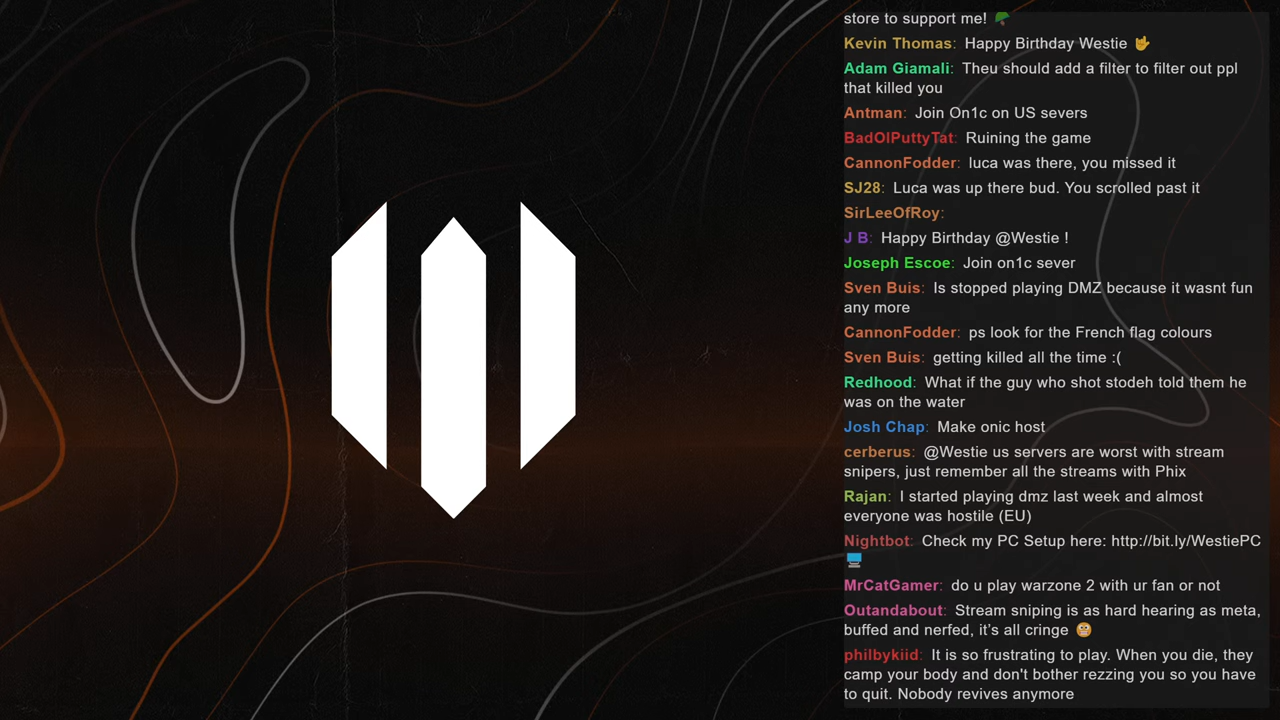 store to support me!
Kevin Thomas: Happy Birthday Westie
Adam Giamali: Theu should add a filter to filter out ppl
that killed you
Antman: Join On1c on US severs
BadOlPuttyTat: Ruining the game
CannonFodder: luca was there, you missed it
SJ28: Luca was up there bud. You scrolled past it
SirLeeOfRoy:
J B: Happy Birthday @Westie !
Joseph Escoe: Join on1c sever
Sven Buis: Is stopped playing DMZ because it wasnt fun
any more
CannonFodder: ps look for the French flag colours
Sven Buis: getting killed all the time :(
Redhood: What if the guy who shot stodeh told them he
was on the water
Josh Chap: Make onic host
cerberus: @Westie us servers are worst with stream
snipers, just remember all the streams with Phix
Rajan: I started playing dmz last week and almost
everyone was hostile (EU)
Nightbot: Check my PC Setup here: http://bit.ly/WestiePC
MrCatGamer: do u play warzone 2 with ur fan or not
Outandabout: Stream sniping is as hard hearing as meta,
buffed and nerfed, it’s all cringe
philbykiid: It is so frustrating to play. When you die, they
camp your body and don't bother rezzing you so you have
to quit. Nobody revives anymore